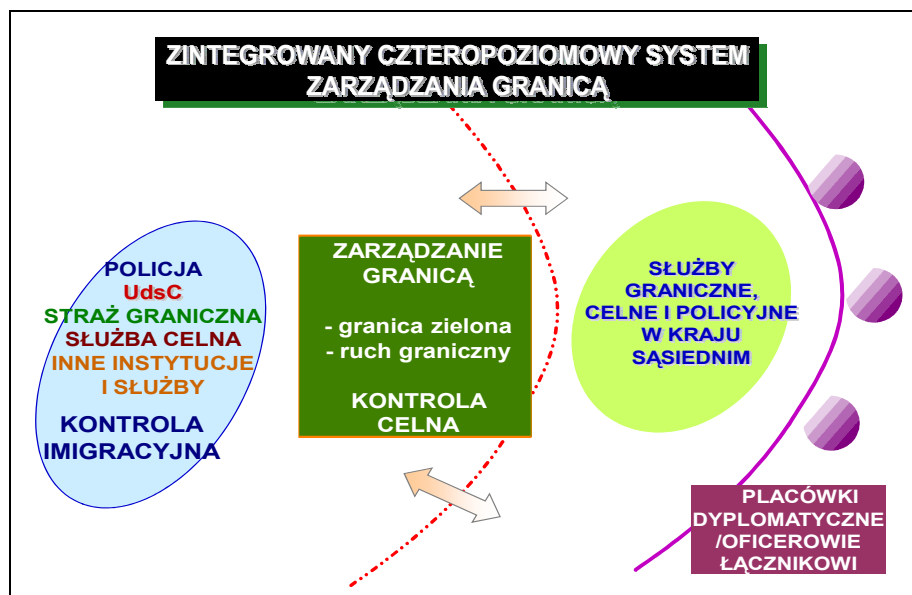 ZINTEGROWANY CZTEROPOZIOMOWY SYSTEM
ZARZĄDZANIA GRANICĄ
POLICJA
UdsC
STRAŻ GRANICZNA
SŁUŻBA CELNA
INNE INSTYTUCJE
I SŁUŻBY
KONTROLA
IMIGRACYJNA
ZARZĄDZANIE
GRANICĄ
- granica zielona
- ruch graniczny
KONTROLA
CELNA
SŁUŻBY
GRANICZNE,
CELNE I POLICYJNE
W KRAJU
SĄSIEDNIM
PLACÓWKI
DYPLOMATYCZNE
/OFICEROWIE
ŁĄCZNIKOWI